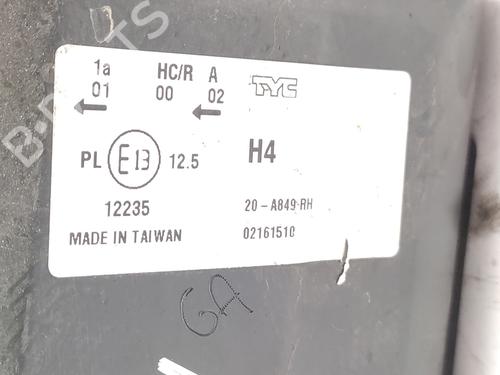 1a HC/R A TYC
01 00 02
PL E13 12.5 H4
12235 20-A849-RH
MADE IN TAIWAN 02161510
GA
B-PARTS